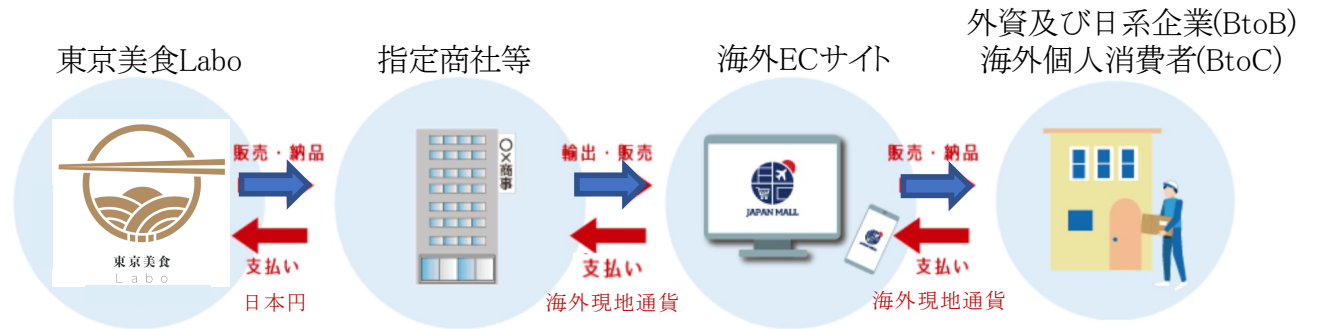 外資及び日系企業(BtoB)
海外個人消費者(BtoC)
東京美食Labo
指定商社等
海外ECサイト
東京美食
Labo
販売・納品
支払い
日本円
〇×商事
輸出・販売
支払い
海外現地通貨
JAPAN MALL
JAPAN MALL
販売・納品
支払い
海外現地通貨